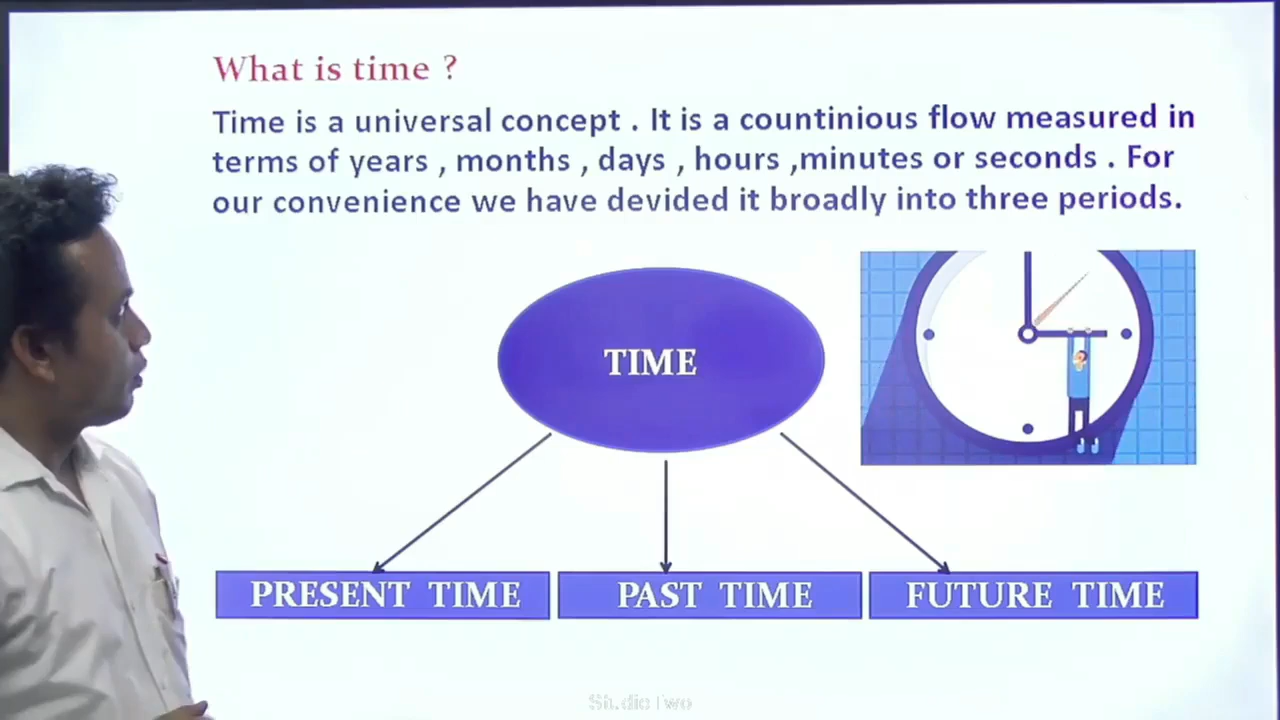 What is time ?
Time is a universal concept . It is a countinious flow measured in
terms of years , months , days , hours ,minutes or seconds . For
our convenience we have devided it broadly into three periods.
TIME
PRESENT TIME
PAST TIME
FUTURE TIME